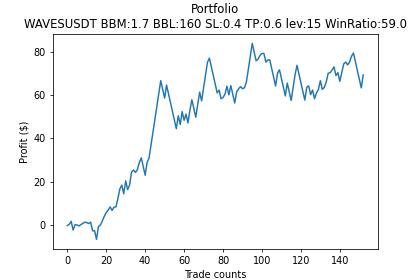 Portfolio
WAVESUSDT BBM:1.7 BBL:160 SL:0.4 TP:0.6 lev:15 WinRatio:59.0
80
60
40
20
0
Profit ($)
0 20 40 60 80 100 120 140
Trade counts